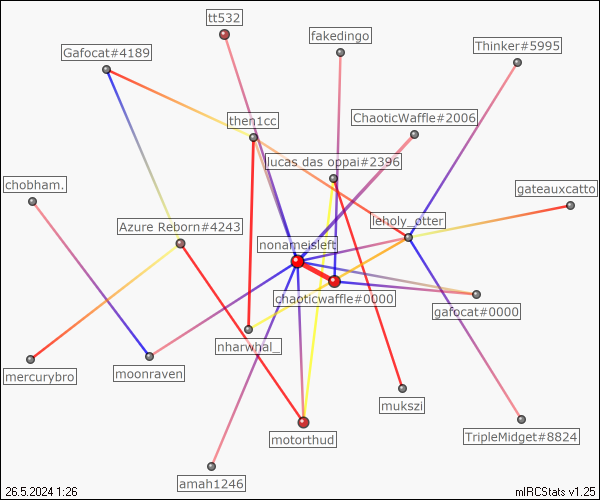 tt532
fakedingo
Gafocat#4189
Thinker#5995
then1cc
ChaoticWaffle#2006
lucas das oppai#2396
chobham.
gateauxcatto
Azure Reborn#4243
leholy_otter
nonameisleft
chaoticwaffle#0000
gafocat#0000
nharwhal_
mercurybro
moonraven
mukszi
motorthud
TripleMidget#8824
amah1246
26.5.2024 1:26
mIRCStats v1.25